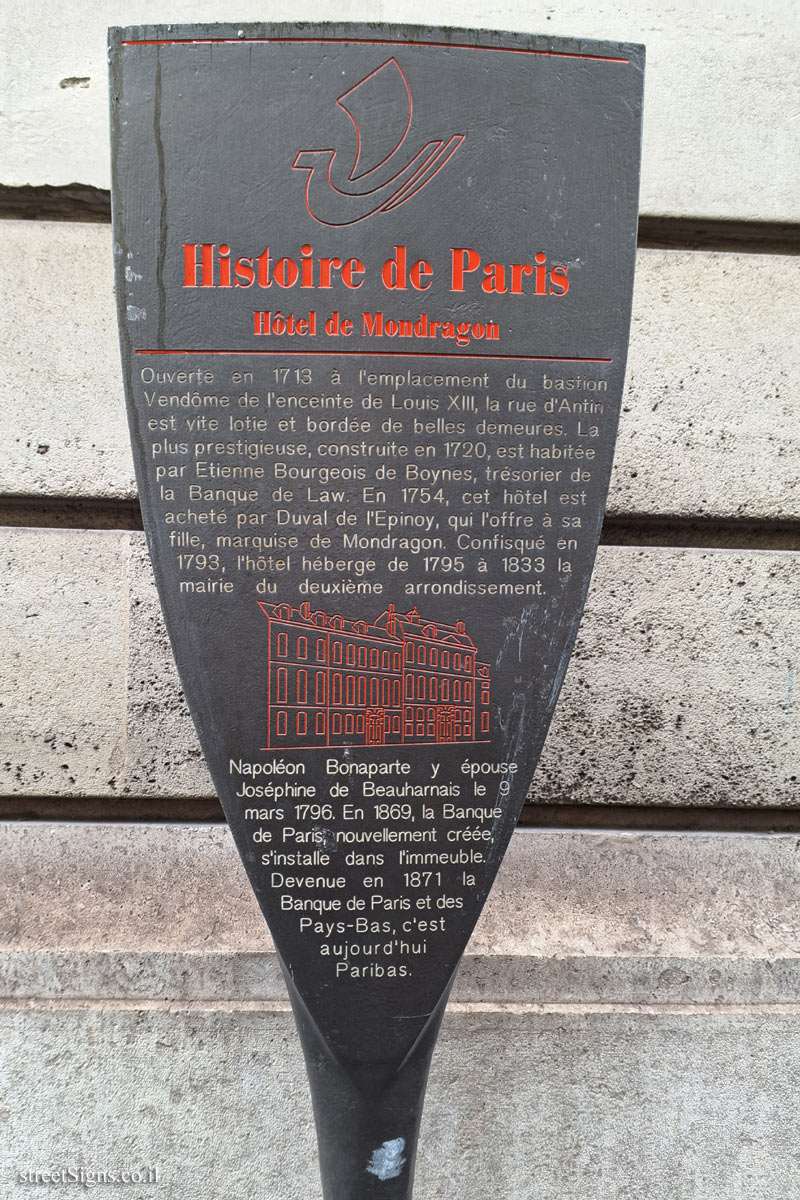 Histoire de Paris
Hôtel de Mondragon
Ouverte en 1713 à l'emplacement du bastion
Vendôme de l'enceinte de Louis XIII, la rue d'Antin
est vite lotie et bordée de belles demeures. La
plus prestigieuse, construite en 1720, est habitée
par Etienne Bourgeois de Boynes, trésorier de
la Banque de Law. En 1754, cet hôtel est
acheté par Duval de l'Epinoy, qui l'offre à sa
fille, marquise de Mondragon. Confisqué en
1793, l'hôtel héberge de 1795 à 1833 la
mairie du deuxième arrondissement.
Napoléon Bonaparte y épouse
Joséphine de Beauharnais le 9
mars 1796. En 1869, la Banque
de Paris, nouvellement créée,
s'installe dans l'immeuble.
Devenue en 1871 la
Banque de Paris et des
Pays-Bas, c'est
aujourd'hui
Paribas.
streetSigns.co.il